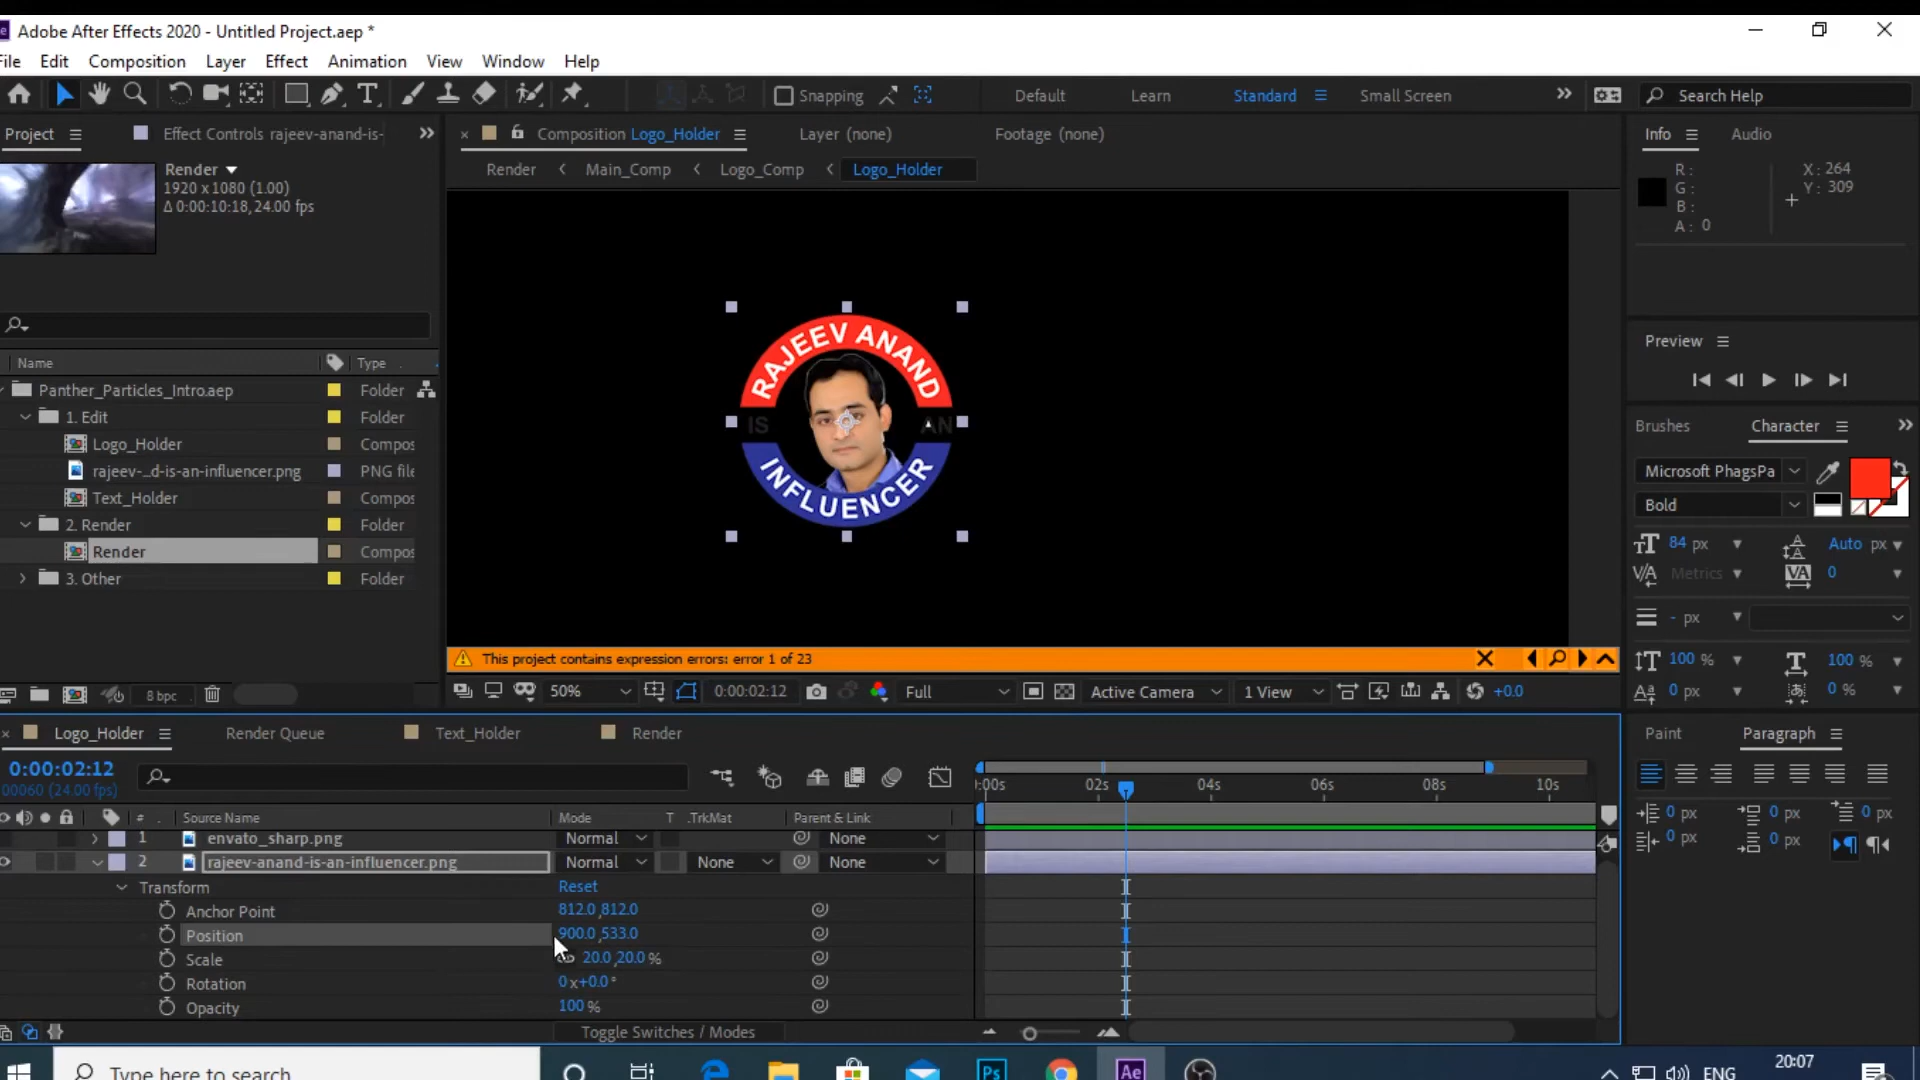 Adobe After Effects 2020 - Untitled Project.aep *
File Edit Composition Layer Effect Animation View Window Help
Snapping Default Learn Standard Small Screen Search Help
Project Effect Controls rajeev-anand-is-
Composition Logo_Holder Layer (none) Footage (none)
Info Audio
Render
1920 x 1080 (1.00)
Δ 0:00:10:18, 24.00 fps
Render Main_Comp Logo_Comp Logo_Holder
R : X : 264
G : Y : 309
B :
A : 0
RAJEEV ANAND
IS AN
INFLUENCER
Name Type
Panther_Particles_Intro.aep Folder
1. Edit Folder
Logo_Holder Compos
rajeev-...d-is-an-influencer.png PNG file
Text_Holder Compos
2. Render Folder
Render Compos
3. Other Folder
Preview
Brushes Character
Microsoft PhagsPa
Bold
84 px Auto px
Metrics 0
- px
100 % 100 %
0 px 0 %
This project contains expression errors: error 1 of 23
8 bpc
50% 0:00:02:12 Full Active Camera 1 View +0.0
Logo_Holder Render Queue Text_Holder Render
Paint Paragraph
0:00:02:12
00060 (24.00 fps)
:00s 02s 04s 06s 08s 10s
# Source Name Mode T .TrkMat Parent & Link
1 envato_sharp.png Normal None
2 rajeev-anand-is-an-influencer.png Normal None None
Transform Reset
Anchor Point 812.0,812.0
Position 900.0,533.0
Scale 20.0,20.0 %
Rotation 0x+0.0°
Opacity 100 %
0 px 0 px 0 px
0 px 0 px
Toggle Switches / Modes
Type here to search
Ps Ae
ENG 20:07